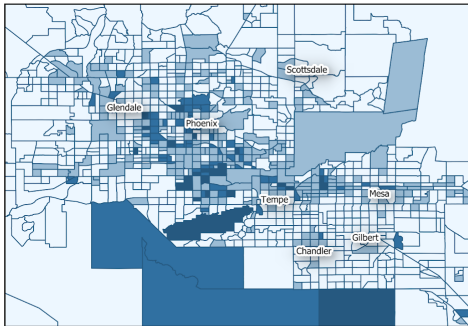 Scottsdale
Glendale
Phoenix
Mesa
Tempe
Gilbert
Chandler